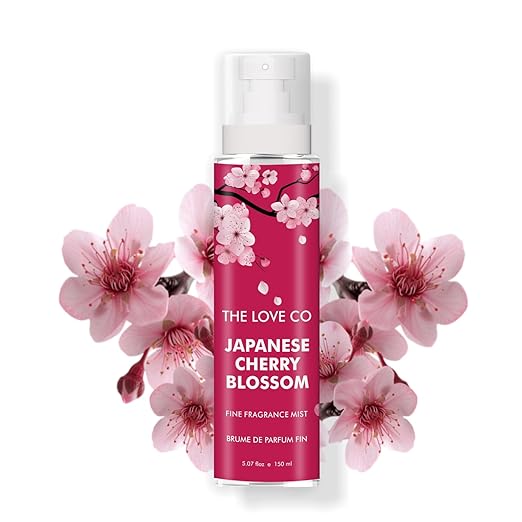 THE LOVE CO
JAPANESE
CHERRY
BLOSSOM
FINE FRAGRANCE MIST
BRUME DE PARFUM FIN
5.07 floz e 150 ml